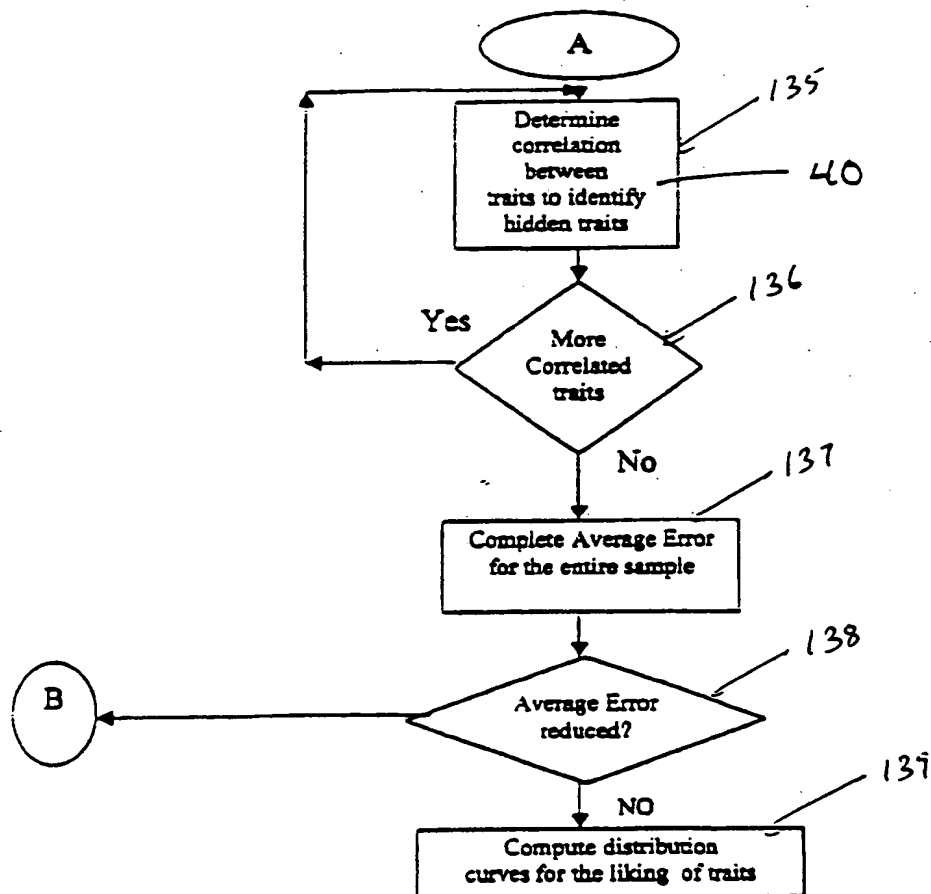 A
135
Determine
correlation
between
traits to identify
hidden traits
40
136
Yes
More
Correlated
traits
No
137
Complete Average Error
for the entire sample
138
B
Average Error
reduced?
139
NO
Compute distribution
curves for the liking of traits